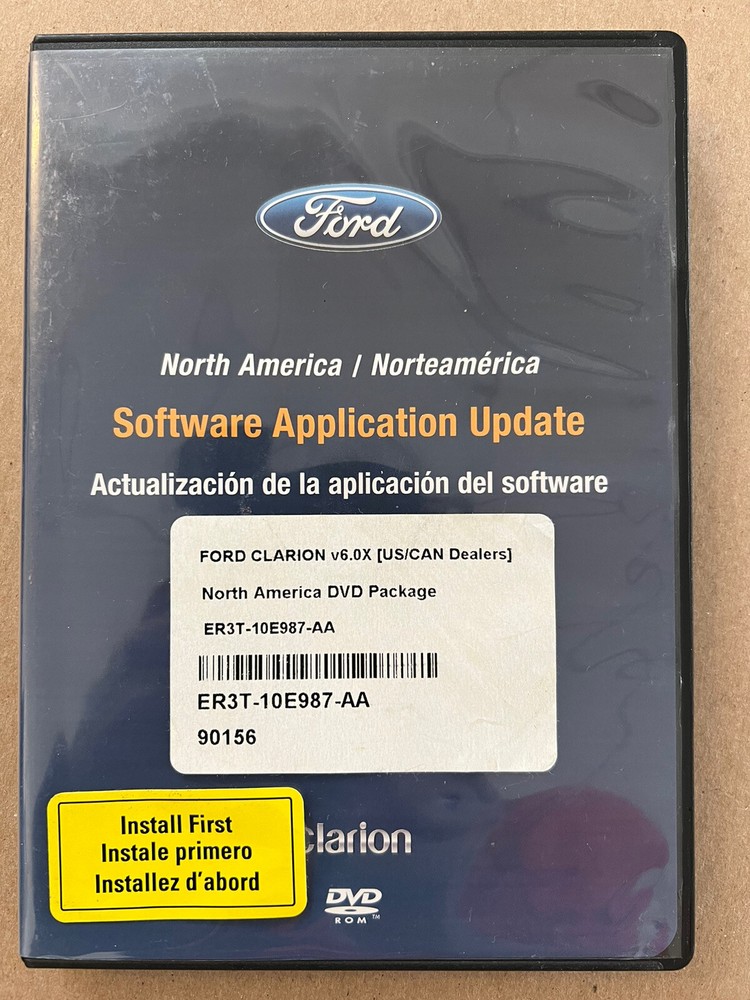 Ford
North America / Norteamérica
Software Application Update
Actualización de la aplicación del software
FORD CLARION v6.0X [US/CAN Dealers]
North America DVD Package
ER3T-10E987-AA
ER3T-10E987-AA
90156
Install First
Instale primero
Installez d'abord
clarion
DVD
ROM™